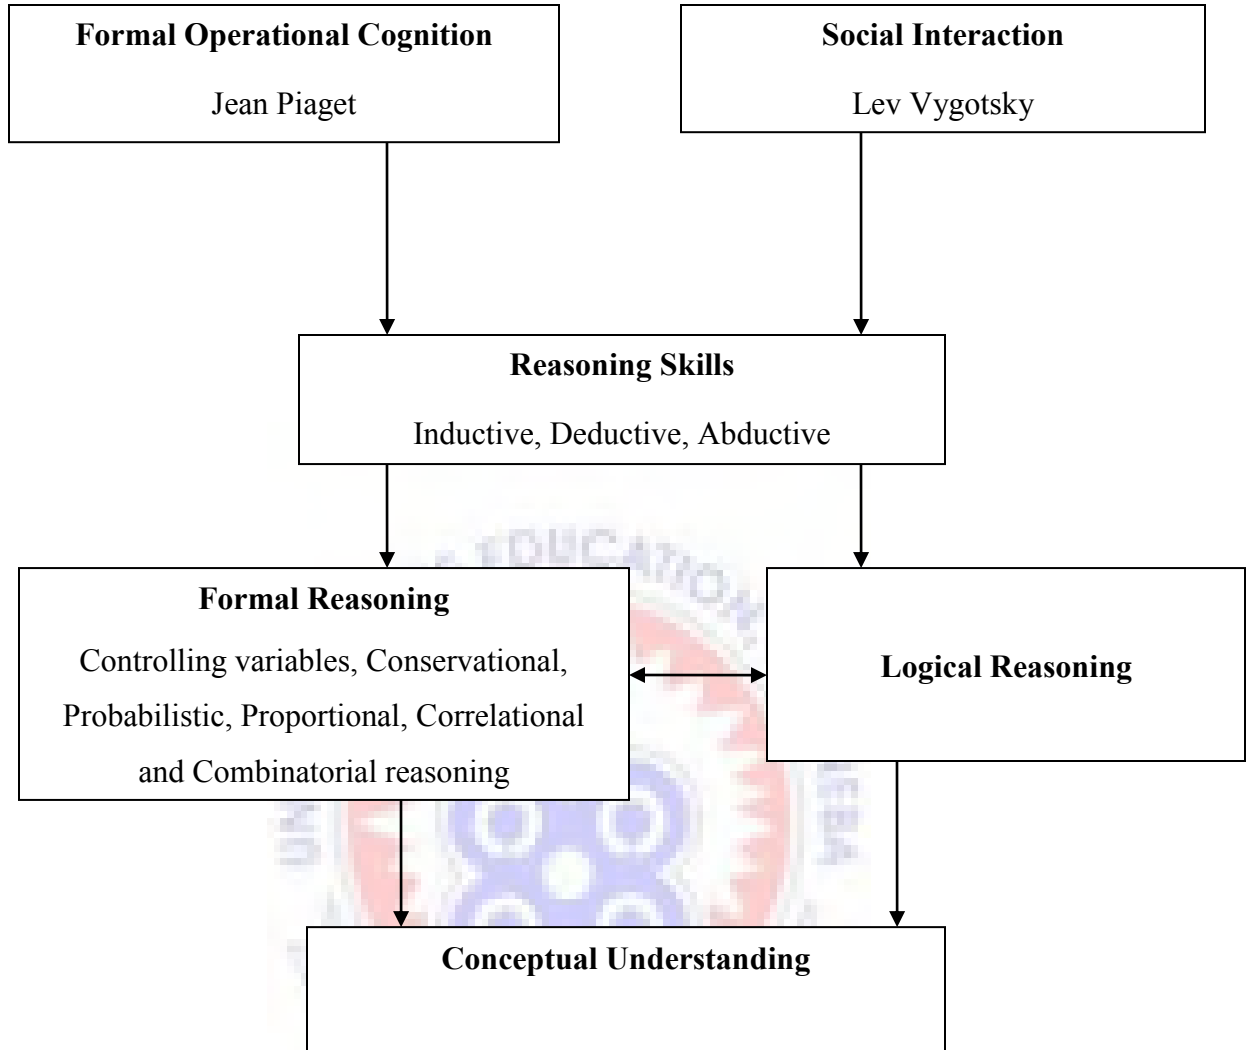 Formal Operational Cognition
Jean Piaget
Social Interaction
Lev Vygotsky
Reasoning Skills
Inductive, Deductive, Abductive
EDUCATION,
Formal Reasoning
Controlling variables, Conservational,
Probabilistic, Proportional, Correlational
and Combinatorial reasoning
Logical Reasoning
Conceptual Understanding